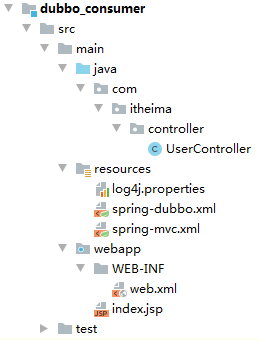 dubbo_consumer
src
main
java
com
itheima
controller
UserController
resources
log4j.properties
spring-dubbo.xml
spring-mvc.xml
webapp
WEB-INF
web.xml
index.jsp
test